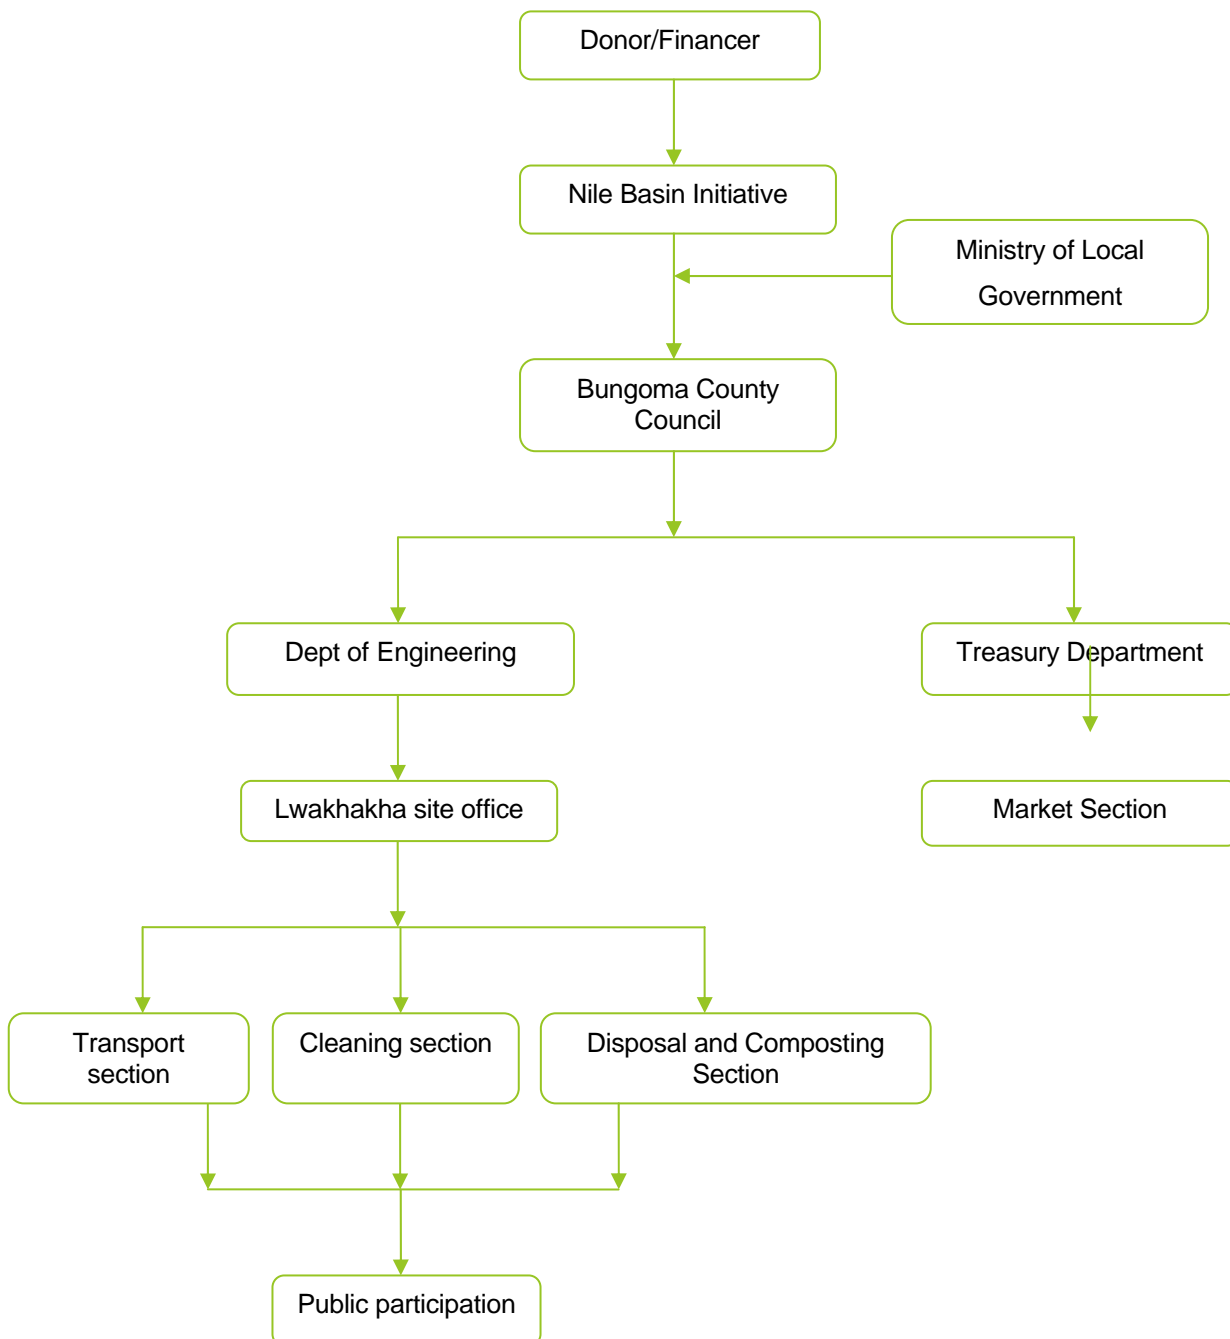 Donor/Financer
Nile Basin Initiative
Ministry of Local
Government
Bungoma County
Council
Dept of Engineering
Treasury Department
Lwakhakha site office
Market Section
Transport
section
Cleaning section
Disposal and Composting
Section
Public participation